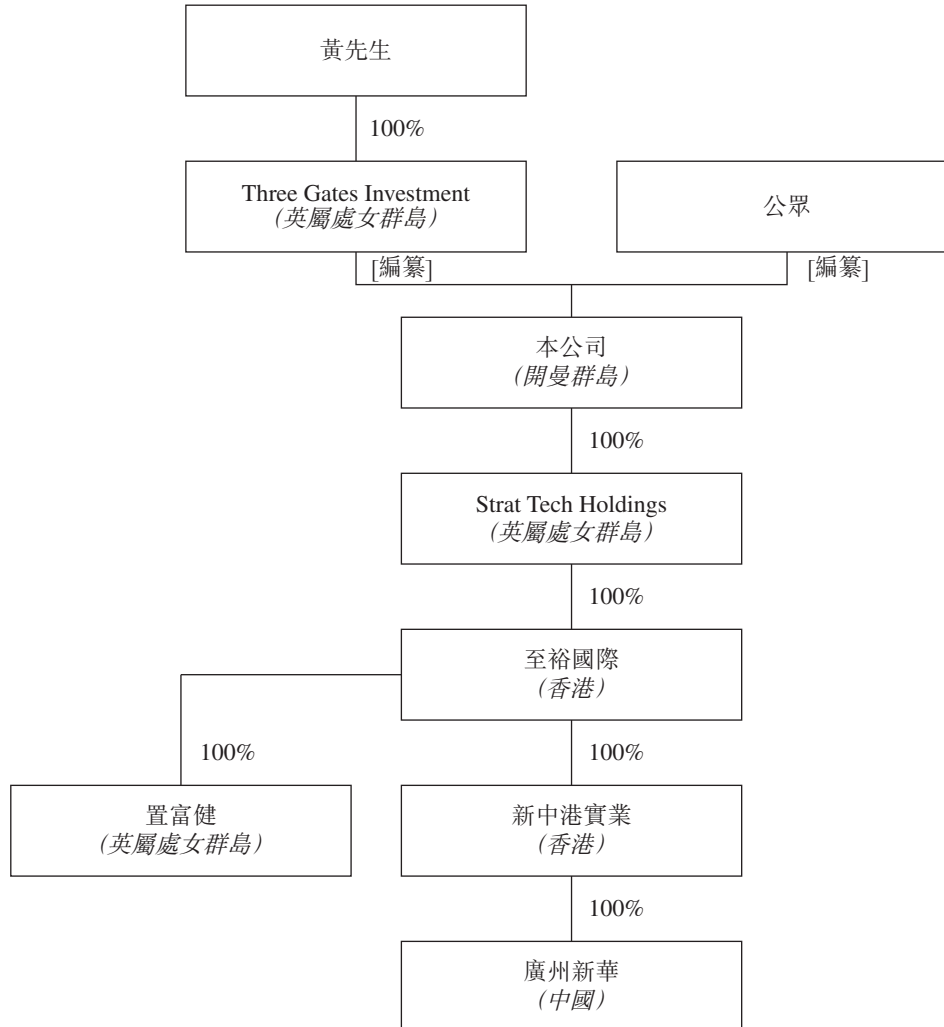 黃先生
100%
Three Gates Investment
（英屬處女群島）
公眾
[編纂]
[編纂]
本公司
（開曼群島）
100%
Strat Tech Holdings
（英屬處女群島）
100%
至裕國際
（香港）
100%
100%
置富健
（英屬處女群島）
新中港實業
（香港）
100%
廣州新華
（中國）